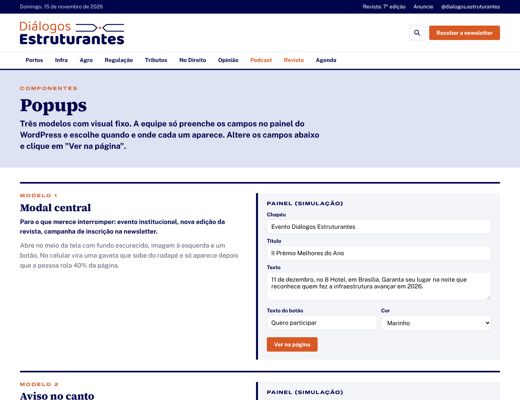 Domingo, 15 de novembro de 2026
Revista: 7ª edição
Anuncie
@dialogos.estruturantes
Diálogos
Estruturantes
Receber a newsletter
Portos
Infra
Agro
Regulação
Tributos
No Direito
Opinião
Podcast
Revista
Agenda
COMPONENTES
Popups
Três modelos com visual fixo. A equipe só preenche os campos no painel do
WordPress e escolhe quando e onde cada um aparece. Altere os campos abaixo
e clique em "Ver na página".
MODELO 1
Modal central
Para o que merece interromper: evento institucional, nova edição da
revista, campanha de inscrição na newsletter.
Abre no meio da tela com fundo escurecido, imagem à esquerda e um
botão. No celular vira uma gaveta que sobe do rodapé e só aparece depois
que a pessoa rola 40% da página.
PAINEL (SIMULAÇÃO)
Chapéu
Evento Diálogos Estruturantes
Título
II Prêmio Melhores do Ano
Texto
11 de dezembro, no B Hotel, em Brasília. Garanta seu lugar na noite que
reconhece quem fez a infraestrutura avançar em 2026.
Texto do botão
Cor
Quero participar
Marinho
Ver na página
MODELO 2
Aviso no canto
PAINEL (SIMULAÇÃO)